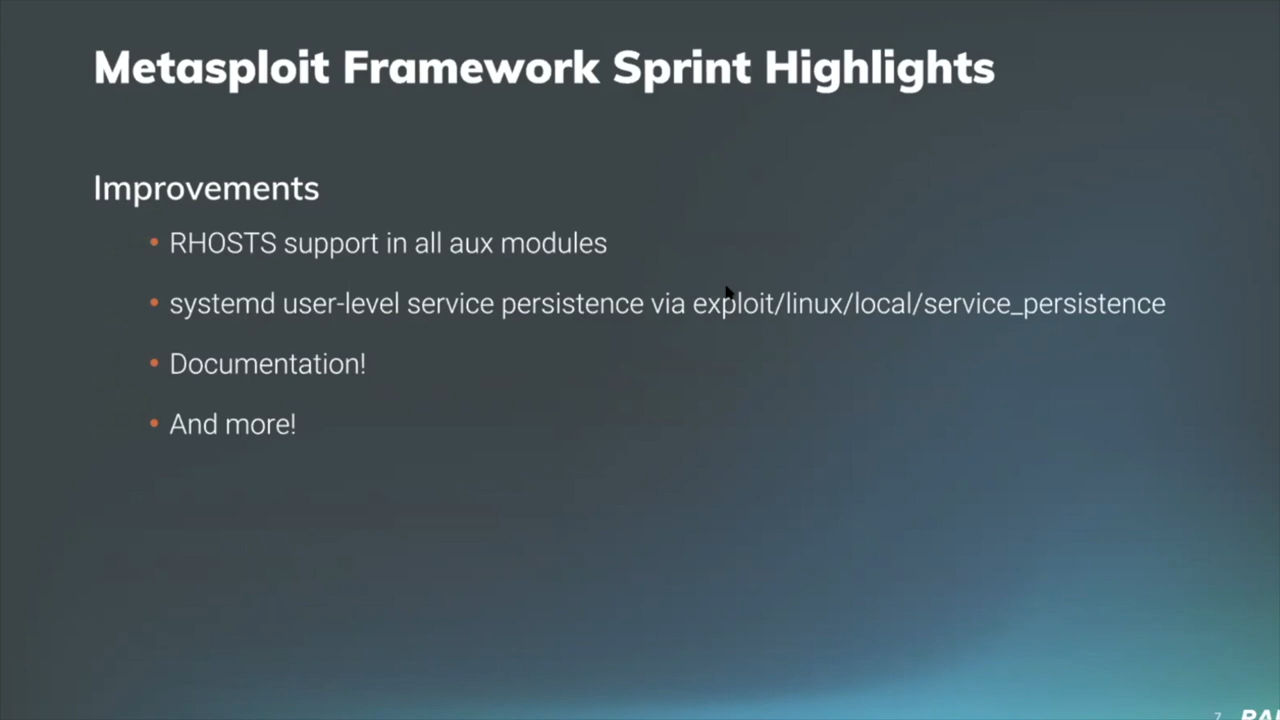 Metasploit Framework Sprint Highlights
Improvements
• RHOSTS support in all aux modules
• systemd user-level service persistence via exploit/linux/local/service_persistence
• Documentation!
• And more!
7